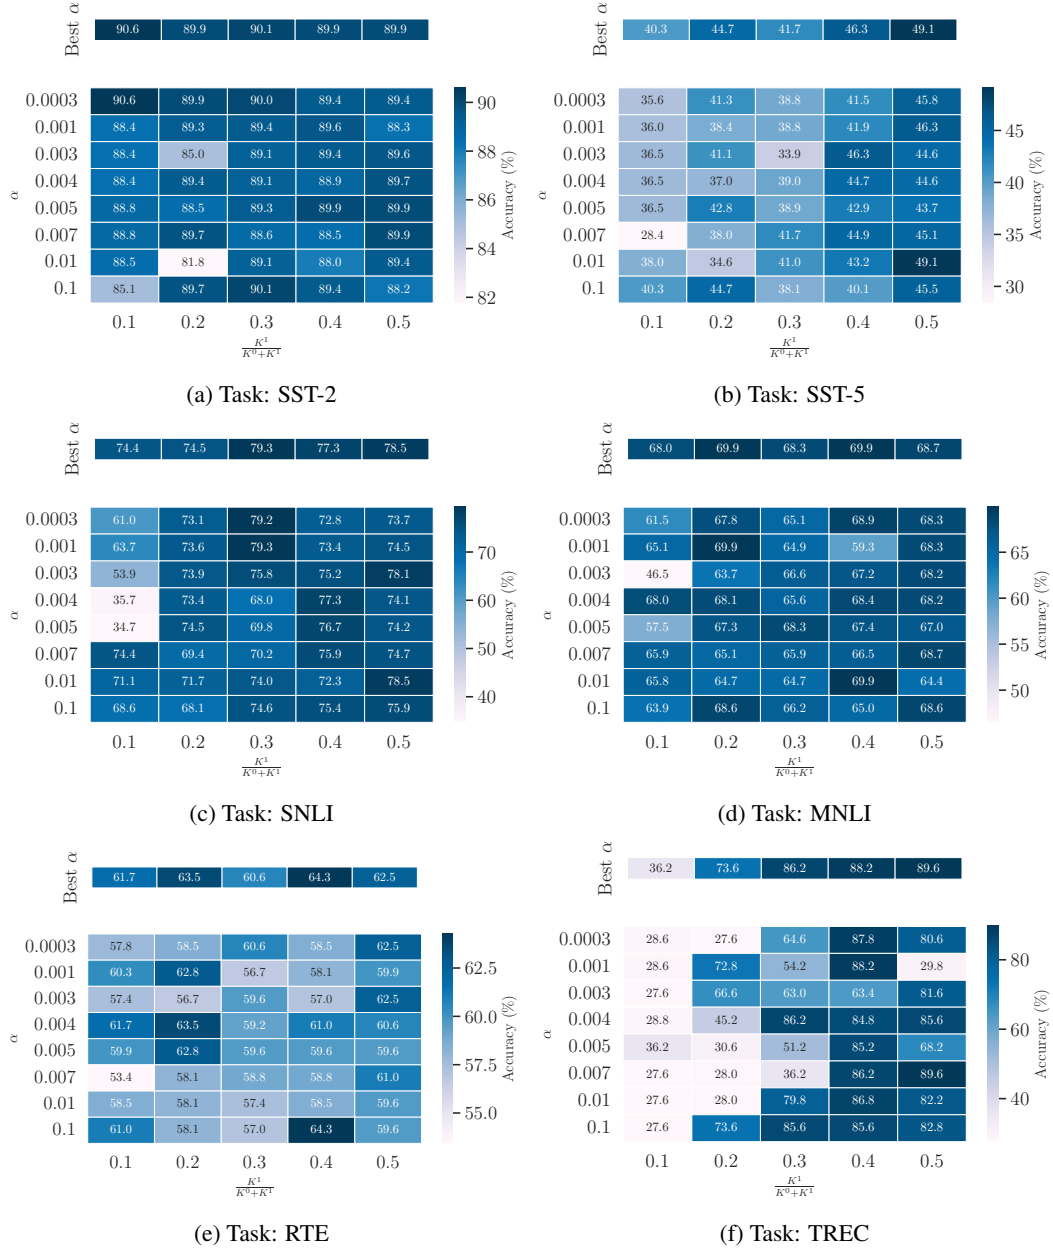 Best α 90.6 89.9 90.1 89.9 89.9
0.0003 90.6 89.9 90.0 89.4 89.4
0.001 88.4 89.3 89.4 89.6 88.3
0.003 88.4 85.0 89.1 89.4 89.6
0.004 88.4 89.4 89.1 88.9 89.7
0.005 88.8 88.5 89.3 89.9 89.9
0.007 88.8 89.7 88.6 88.5 89.9
0.01 88.5 81.8 89.1 88.0 89.4
0.1 85.1 89.7 90.1 89.4 88.2
α
0.1 0.2 0.3 0.4 0.5
K¹/(K⁰+K¹)
90
88
86
84
82
Accuracy (%)
(a) Task: SST-2
Best α 40.3 44.7 41.7 46.3 49.1
0.0003 35.6 41.3 38.8 41.5 45.8
0.001 36.0 38.4 38.8 41.9 46.3
0.003 36.5 41.1 33.9 46.3 44.6
0.004 36.5 37.0 39.0 44.7 44.6
0.005 36.5 42.8 38.9 42.9 43.7
0.007 28.4 38.0 41.7 44.9 45.1
0.01 38.0 34.6 41.0 43.2 49.1
0.1 40.3 44.7 38.1 40.1 45.5
α
0.1 0.2 0.3 0.4 0.5
K¹/(K⁰+K¹)
45
40
35
30
Accuracy (%)
(b) Task: SST-5
Best α 74.4 74.5 79.3 77.3 78.5
0.0003 61.0 73.1 79.2 72.8 73.7
0.001 63.7 73.6 79.3 73.4 74.5
0.003 53.9 73.9 75.8 75.2 78.1
0.004 35.7 73.4 68.0 77.3 74.1
0.005 34.7 74.5 69.8 76.7 74.2
0.007 74.4 69.4 70.2 75.9 74.7
0.01 71.1 71.7 74.0 72.3 78.5
0.1 68.6 68.1 74.6 75.4 75.9
α
0.1 0.2 0.3 0.4 0.5
K¹/(K⁰+K¹)
70
60
50
40
Accuracy (%)
(c) Task: SNLI
Best α 68.0 69.9 68.3 69.9 68.7
0.0003 61.5 67.8 65.1 68.9 68.3
0.001 65.1 69.9 64.9 59.3 68.3
0.003 46.5 63.7 66.6 67.2 68.2
0.004 68.0 68.1 65.6 68.4 68.2
0.005 57.5 67.3 68.3 67.4 67.0
0.007 65.9 65.1 65.9 66.5 68.7
0.01 65.8 64.7 64.7 69.9 64.4
0.1 63.9 68.6 66.2 65.0 68.6
α
0.1 0.2 0.3 0.4 0.5
K¹/(K⁰+K¹)
65
60
55
50
Accuracy (%)
(d) Task: MNLI
Best α 61.7 63.5 60.6 64.3 62.5
0.0003 57.8 58.5 60.6 58.5 62.5
0.001 60.3 62.8 56.7 58.1 59.9
0.003 57.4 56.7 59.6 57.0 62.5
0.004 61.7 63.5 59.2 61.0 60.6
0.005 59.9 62.8 59.6 59.6 59.6
0.007 53.4 58.1 58.8 58.8 61.0
0.01 58.5 58.1 57.4 58.5 59.6
0.1 61.0 58.1 57.0 64.3 59.6
α
0.1 0.2 0.3 0.4 0.5
K¹/(K⁰+K¹)
62.5
60.0
57.5
55.0
Accuracy (%)
(e) Task: RTE
Best α 36.2 73.6 86.2 88.2 89.6
0.0003 28.6 27.6 64.6 87.8 80.6
0.001 28.6 72.8 54.2 88.2 29.8
0.003 27.6 66.6 63.0 63.4 81.6
0.004 28.8 45.2 86.2 84.8 85.6
0.005 36.2 30.6 51.2 85.2 68.2
0.007 27.6 28.0 36.2 86.2 89.6
0.01 27.6 28.0 79.8 86.8 82.2
0.1 27.6 73.6 85.6 85.6 82.8
α
0.1 0.2 0.3 0.4 0.5
K¹/(K⁰+K¹)
80
60
40
Accuracy (%)
(f) Task: TREC